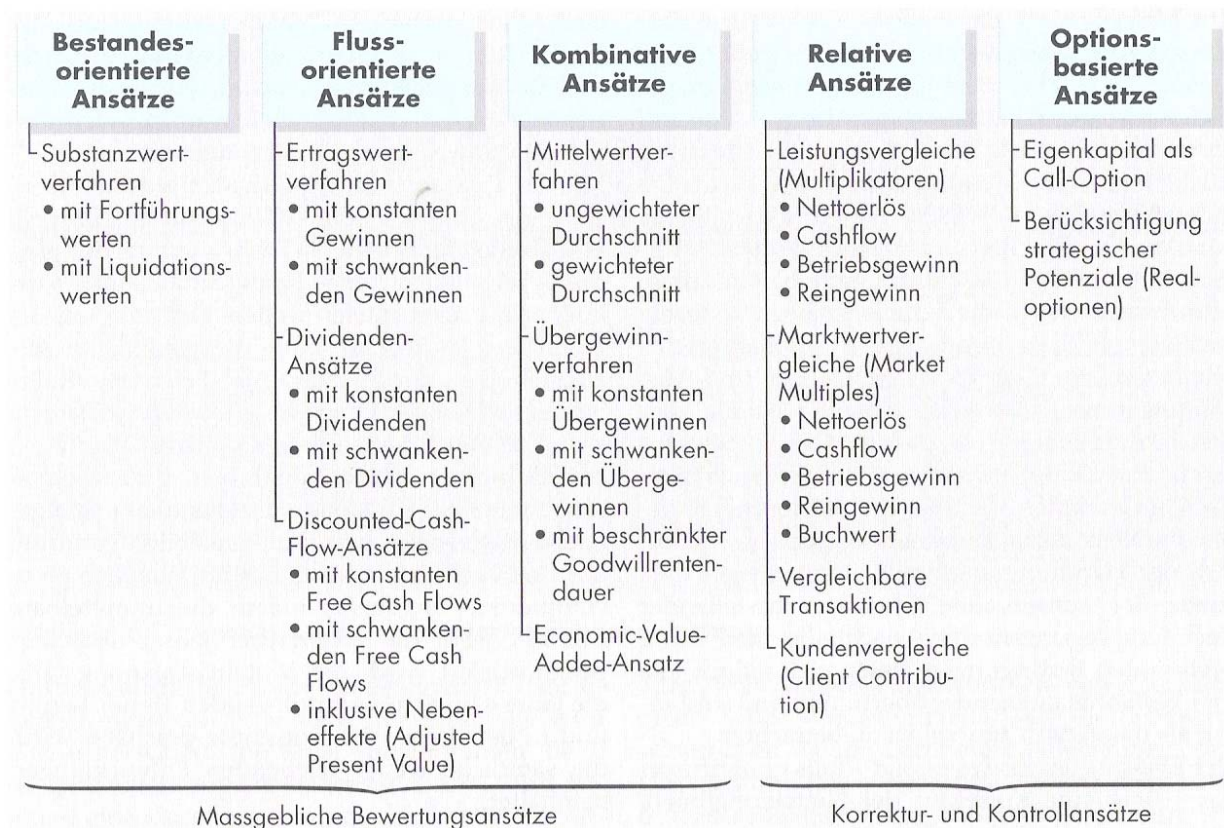 Bestandes-
orientierte
Ansätze
Substanzwert-
verfahren
• mit Fortführungs-
werten
• mit Liquidations-
werten
Fluss-
orientierte
Ansätze
Ertragswert-
verfahren
• mit konstanten
Gewinnen
• mit schwanken-
den Gewinnen
Dividenden-
Ansätze
• mit konstanten
Dividenden
• mit schwanken-
den Dividenden
Discounted-Cash-
Flow-Ansätze
• mit konstanten
Free Cash Flows
• mit schwanken-
den Free Cash
Flows
• inklusive Neben-
effekte (Adjusted
Present Value)
Kombinative
Ansätze
Mittelwertver-
fahren
• ungewichteter
Durchschnitt
• gewichteter
Durchschnitt
Übergewinn-
verfahren
• mit konstanten
Übergewinnen
• mit schwanken-
den Überge-
winnen
• mit beschränkter
Goodwillrenten-
dauer
Economic-Value-
Added-Ansatz
Relative
Ansätze
Leistungsvergleiche
(Multiplikatoren)
• Nettoerlös
• Cashflow
• Betriebsgewinn
• Reingewinn
Marktwertver-
gleiche (Market
Multiples)
• Nettoerlös
• Cashflow
• Betriebsgewinn
• Reingewinn
• Buchwert
Vergleichbare
Transaktionen
Kundenvergleiche
(Client Contribu-
tion)
Options-
basierte
Ansätze
Eigenkapital als
Call-Option
Berücksichtigung
strategischer
Potenziale (Real-
optionen)
Massgebliche Bewertungsansätze
Korrektur- und Kontrollansätze